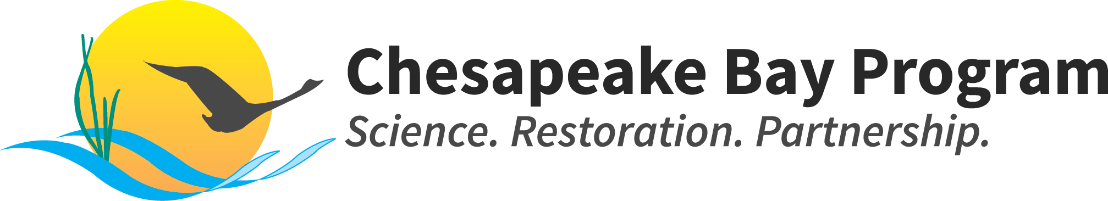 Chesapeake Bay Program
Science. Restoration. Partnership.